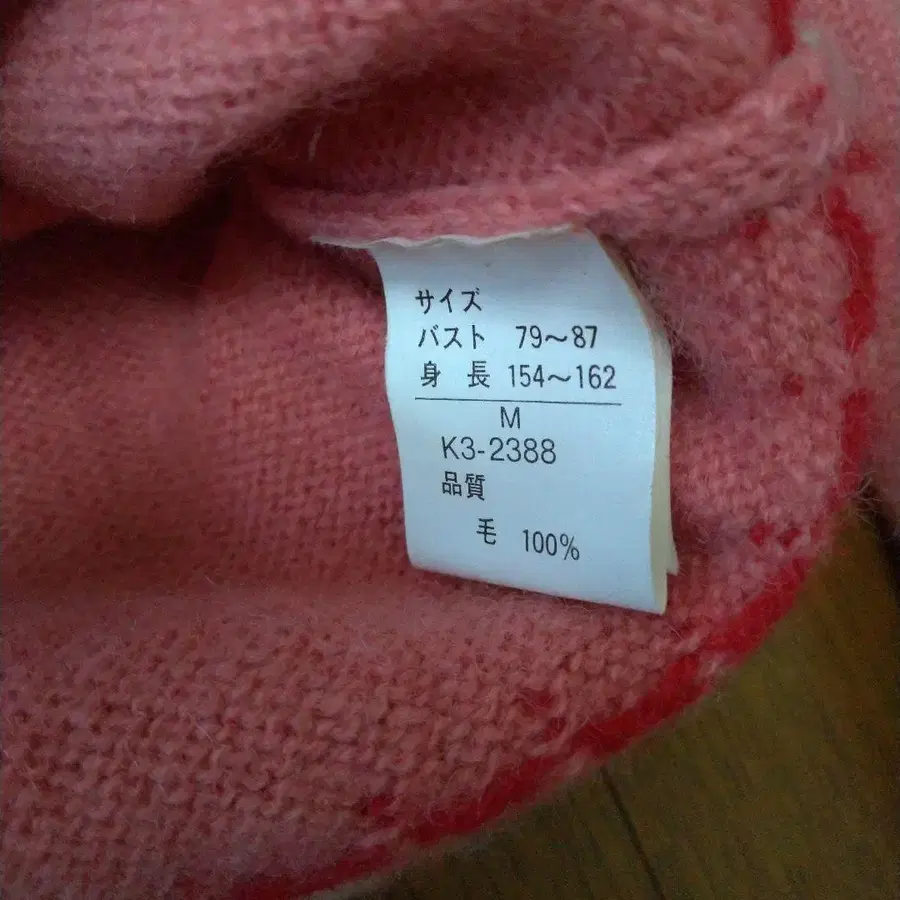 サイズ
バスト 79～87
身 長 154～162
M
K3-2388
品質
毛 100%